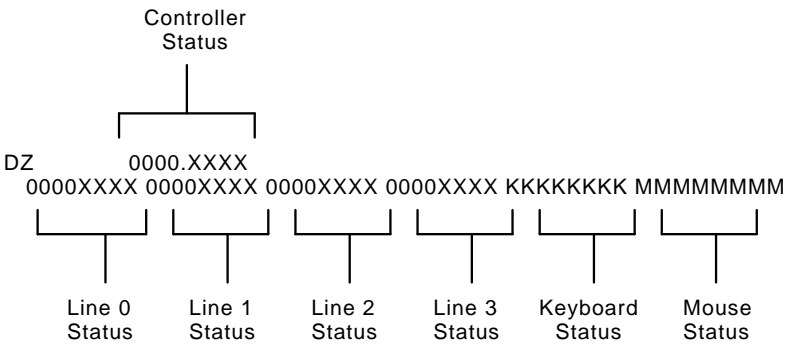 Controller
Status
DZ 0000.XXXX
0000XXXX 0000XXXX 0000XXXX 0000XXXX KKKKKKKK MMMMMMMM
Line 0 Line 1 Line 2 Line 3 Keyboard Mouse
Status Status Status Status Status Status